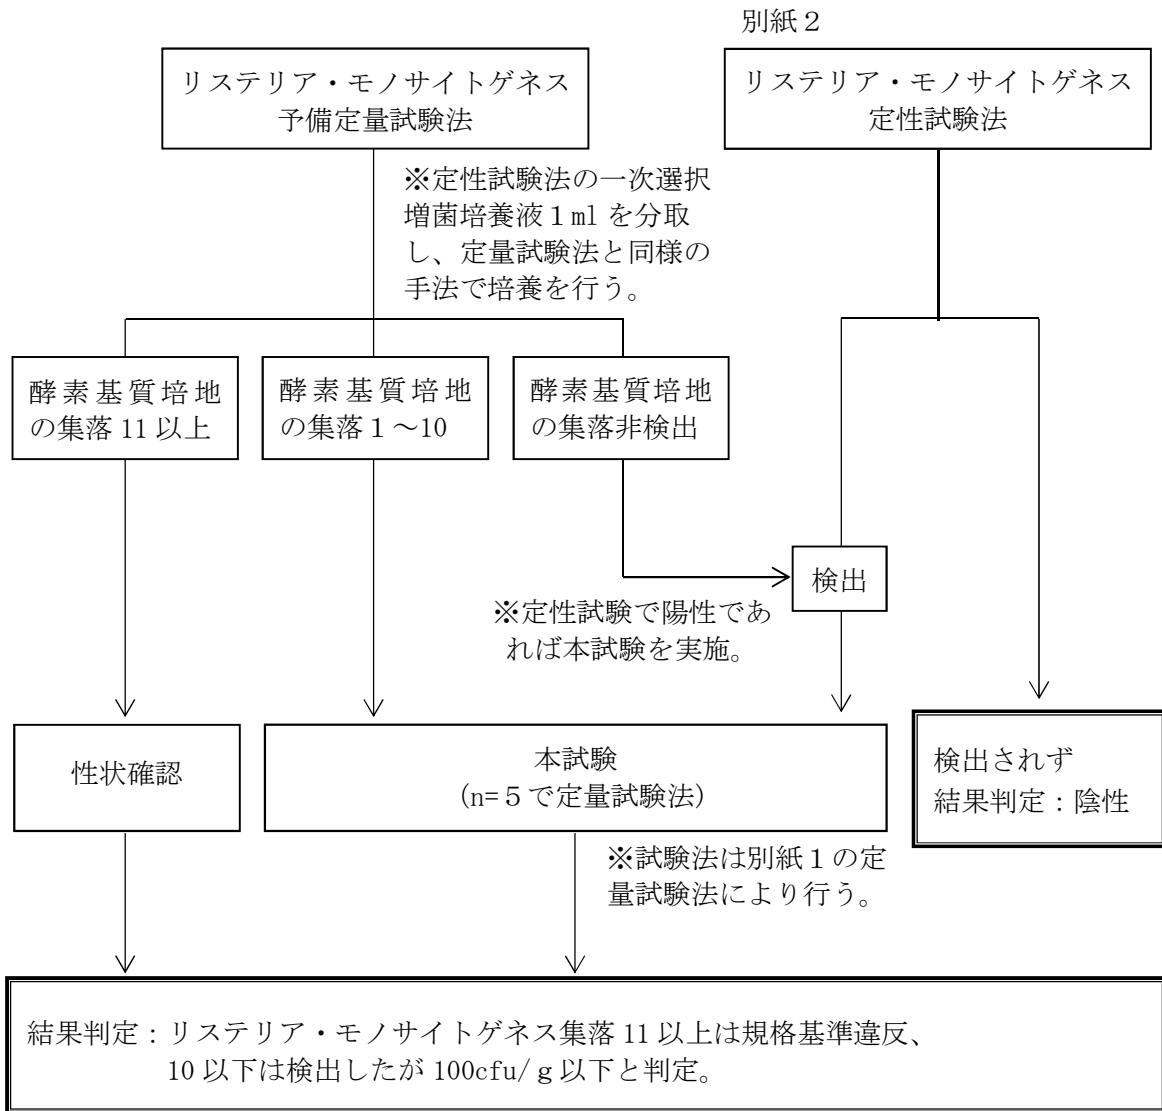 別紙２
リステリア・モノサイトゲネス
予備定量試験法
リステリア・モノサイトゲネス
定性試験法
※定性試験法の一次選択
増菌培養液１ml を分取
し、定量試験法と同様の
手法で培養を行う。
酵素基質培地
の集落 11 以上
酵素基質培地
の集落１～10
酵素基質培地
の集落非検出
検出
※定性試験で陽性であ
れば本試験を実施。
性状確認
本試験
(n=５で定量試験法)
検出されず
結果判定：陰性
※試験法は別紙１の定
量試験法により行う。
結果判定：リステリア・モノサイトゲネス集落 11 以上は規格基準違反、
10 以下は検出したが 100cfu/ｇ以下と判定。